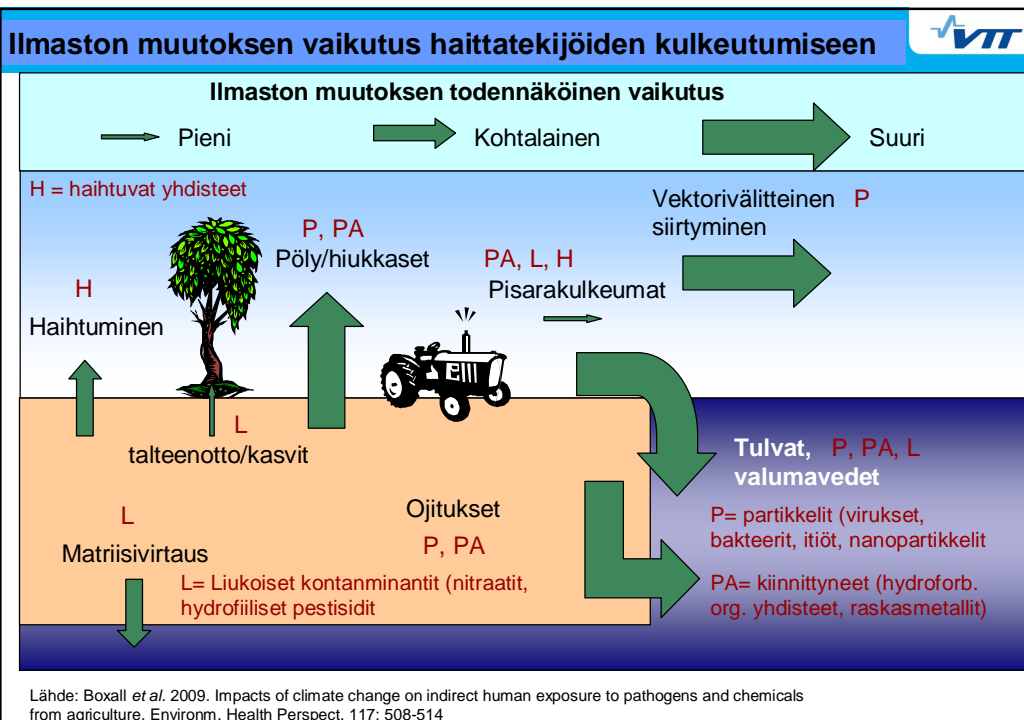 Ilmaston muutoksen vaikutus haittatekijöiden kulkeutumiseen
VTT
Ilmaston muutoksen todennäköinen vaikutus
Pieni
Kohtalainen
Suuri
H = haihtuvat yhdisteet
Vektorivälitteinen P
siirtyminen
P, PA
Pöly/hiukkaset
PA, L, H
Pisarakulkeumat
H
Haihtuminen
L
talteenotto/kasvit
Tulvat, P, PA, L
valumavedet
Ojitukset
P, PA
P= partikkelit (virukset,
bakteerit, itiöt, nanopartikkelit
L
Matriisivirtaus
L= Liukoiset kontanminantit (nitraatit,
hydrofiiliset pestisidit
PA= kiinnittyneet (hydroforb.
org. yhdisteet, raskasmetallit)
Lähde: Boxall et al. 2009. Impacts of climate change on indirect human exposure to pathogens and chemicals
from agriculture. Environm. Health Perspect. 117: 508-514